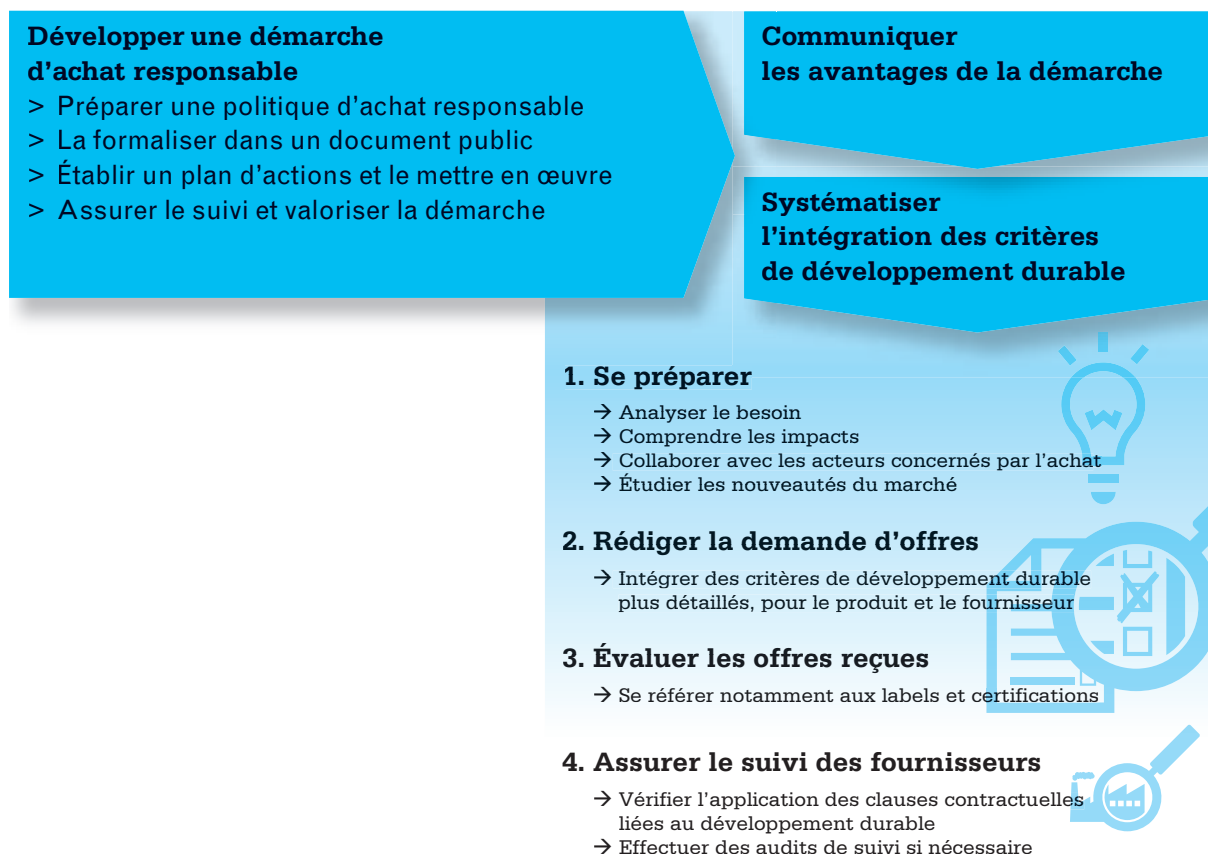 Développer une démarche
d'achat responsable
> Préparer une politique d'achat responsable
> La formaliser dans un document public
> Établir un plan d'actions et le mettre en œuvre
> Assurer le suivi et valoriser la démarche
Communiquer
les avantages de la démarche
Systématiser
l'intégration des critères
de développement durable
1. Se préparer
→ Analyser le besoin
→ Comprendre les impacts
→ Collaborer avec les acteurs concernés par l'achat
→ Étudier les nouveautés du marché
2. Rédiger la demande d'offres
→ Intégrer des critères de développement durable
plus détaillés, pour le produit et le fournisseur
3. Évaluer les offres reçues
→ Se référer notamment aux labels et certifications
4. Assurer le suivi des fournisseurs
→ Vérifier l'application des clauses contractuelles
liées au développement durable
→ Effectuer des audits de suivi si nécessaire